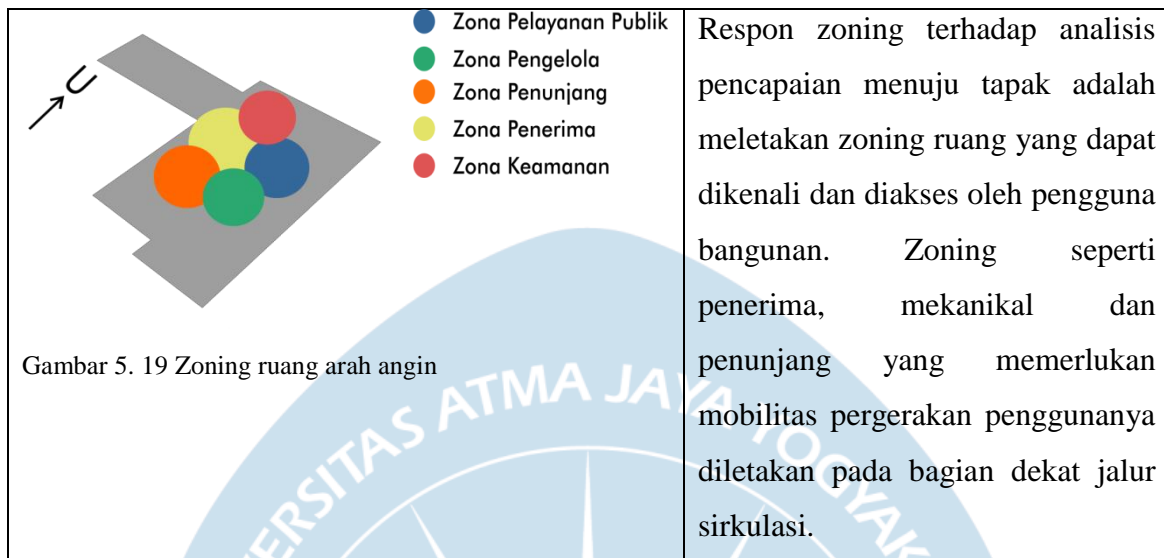 U
Zona Pelayanan Publik
Zona Pengelola
Zona Penunjang
Zona Penerima
Zona Keamanan
Gambar 5. 19 Zoning ruang arah angin
Respon zoning terhadap analisis
pencapaian menuju tapak adalah
meletakan zoning ruang yang dapat
dikenali dan diakses oleh pengguna
bangunan. Zoning seperti
penerima, mekanikal dan
penunjang yang memerlukan
mobilitas pergerakan penggunanya
diletakan pada bagian dekat jalur
sirkulasi.
ATMA JAYA